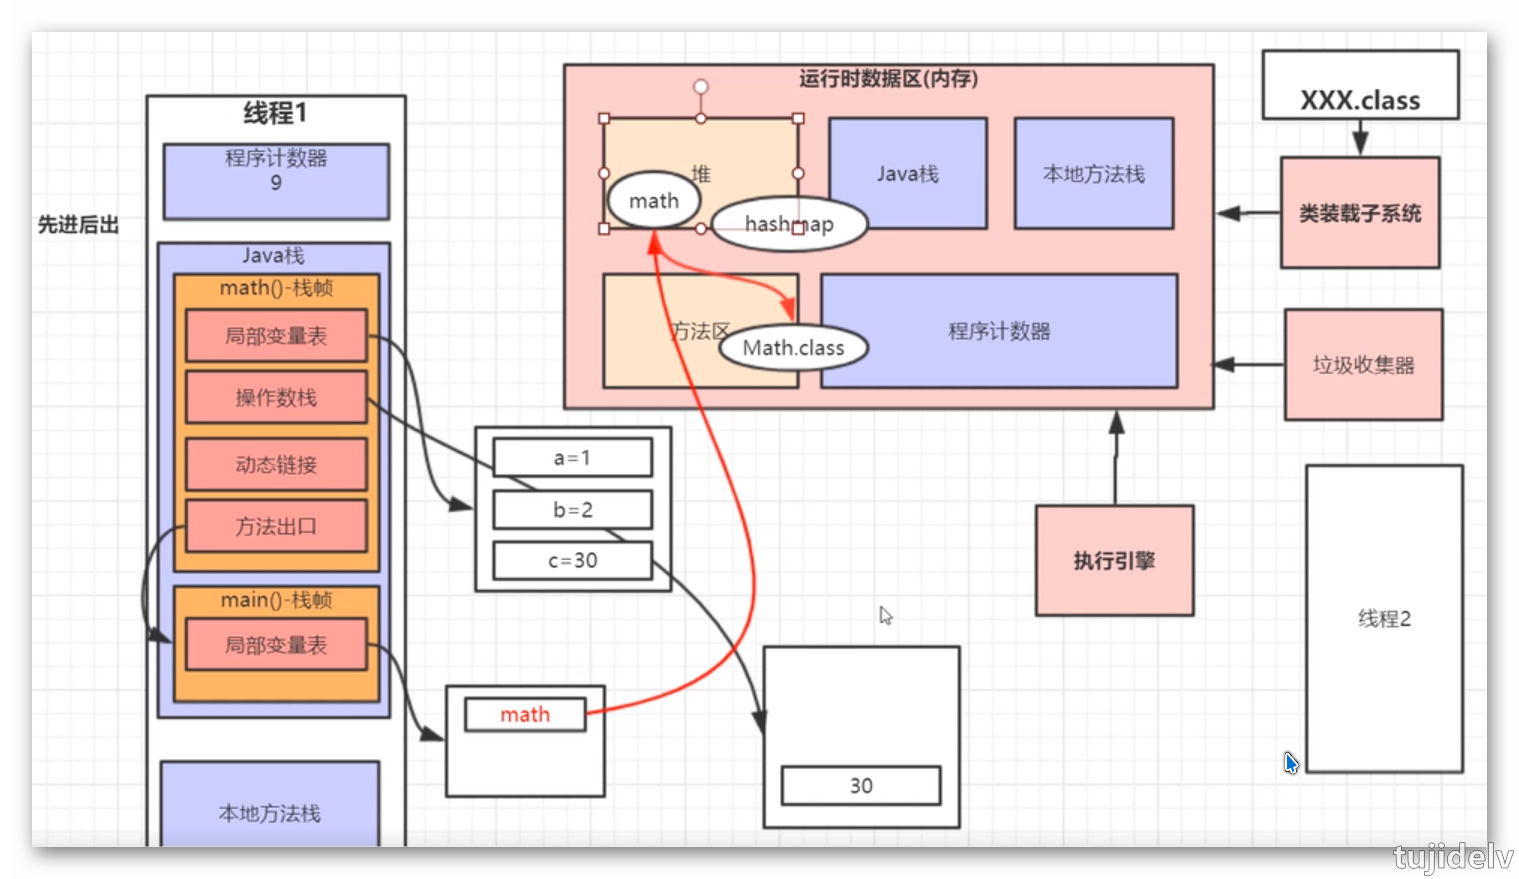 线程1
程序计数器
9
先进后出
Java栈
math()-栈帧
局部变量表
操作数栈
动态链接
方法出口
main()-栈帧
局部变量表
本地方法栈
a=1
b=2
c=30
math
30
运行时数据区(内存)
堆
math
hashmap
Java栈
本地方法栈
方法区
Math.class
程序计数器
XXX.class
类装载子系统
垃圾收集器
执行引擎
线程2
tujidelv